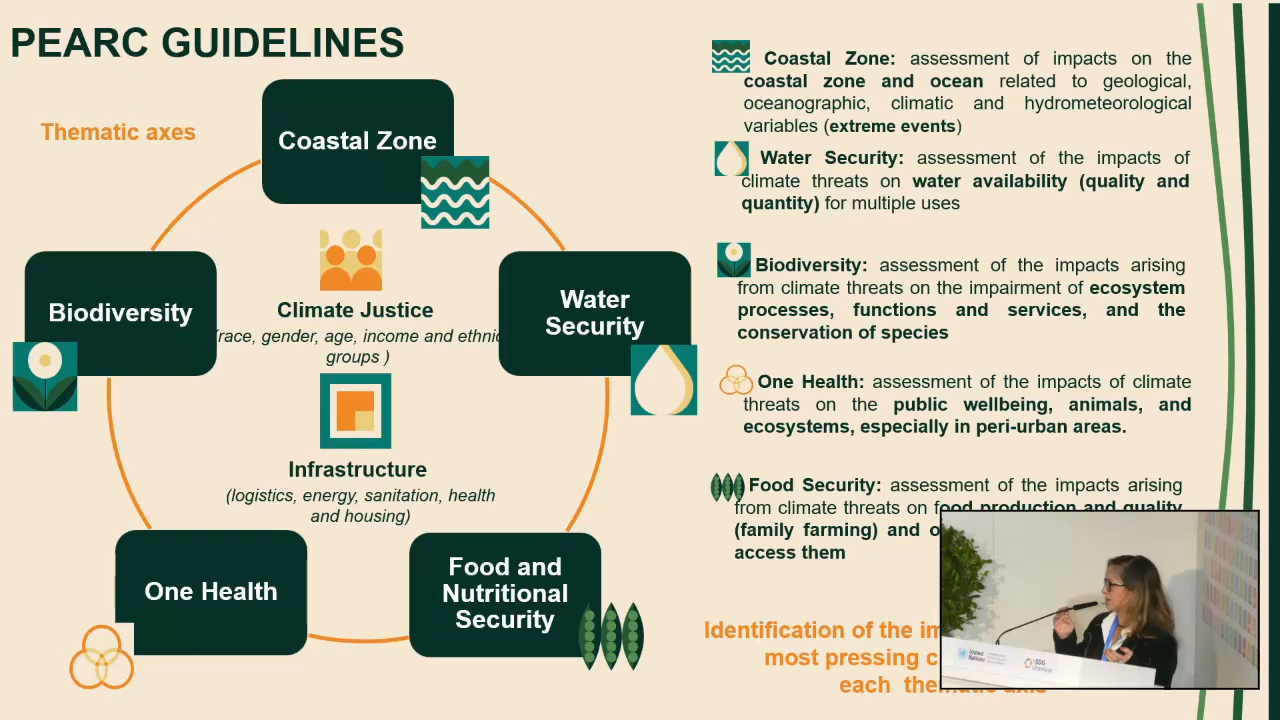 PEARC GUIDELINES
Thematic axes
Coastal Zone
Biodiversity
Water
Security
Climate Justice
(race, gender, age, income and ethnic
groups )
Infrastructure
(logistics, energy, sanitation, health
and housing)
One Health
Food and
Nutritional
Security
Coastal Zone: assessment of impacts on the
coastal zone and ocean related to geological,
oceanographic, climatic and hydrometeorological
variables (extreme events)
Water Security: assessment of the impacts of
climate threats on water availability (quality and
quantity) for multiple uses
Biodiversity: assessment of the impacts arising
from climate threats on the impairment of ecosystem
processes, functions and services, and the
conservation of species
One Health: assessment of the impacts of climate
threats on the public wellbeing, animals, and
ecosystems, especially in peri-urban areas.
Food Security: assessment of the impacts arising
from climate threats on food production and quality
(family farming) and
access them
Identification of the
most pressing
each thematic axis
United
Nations
SDG
Pavilion